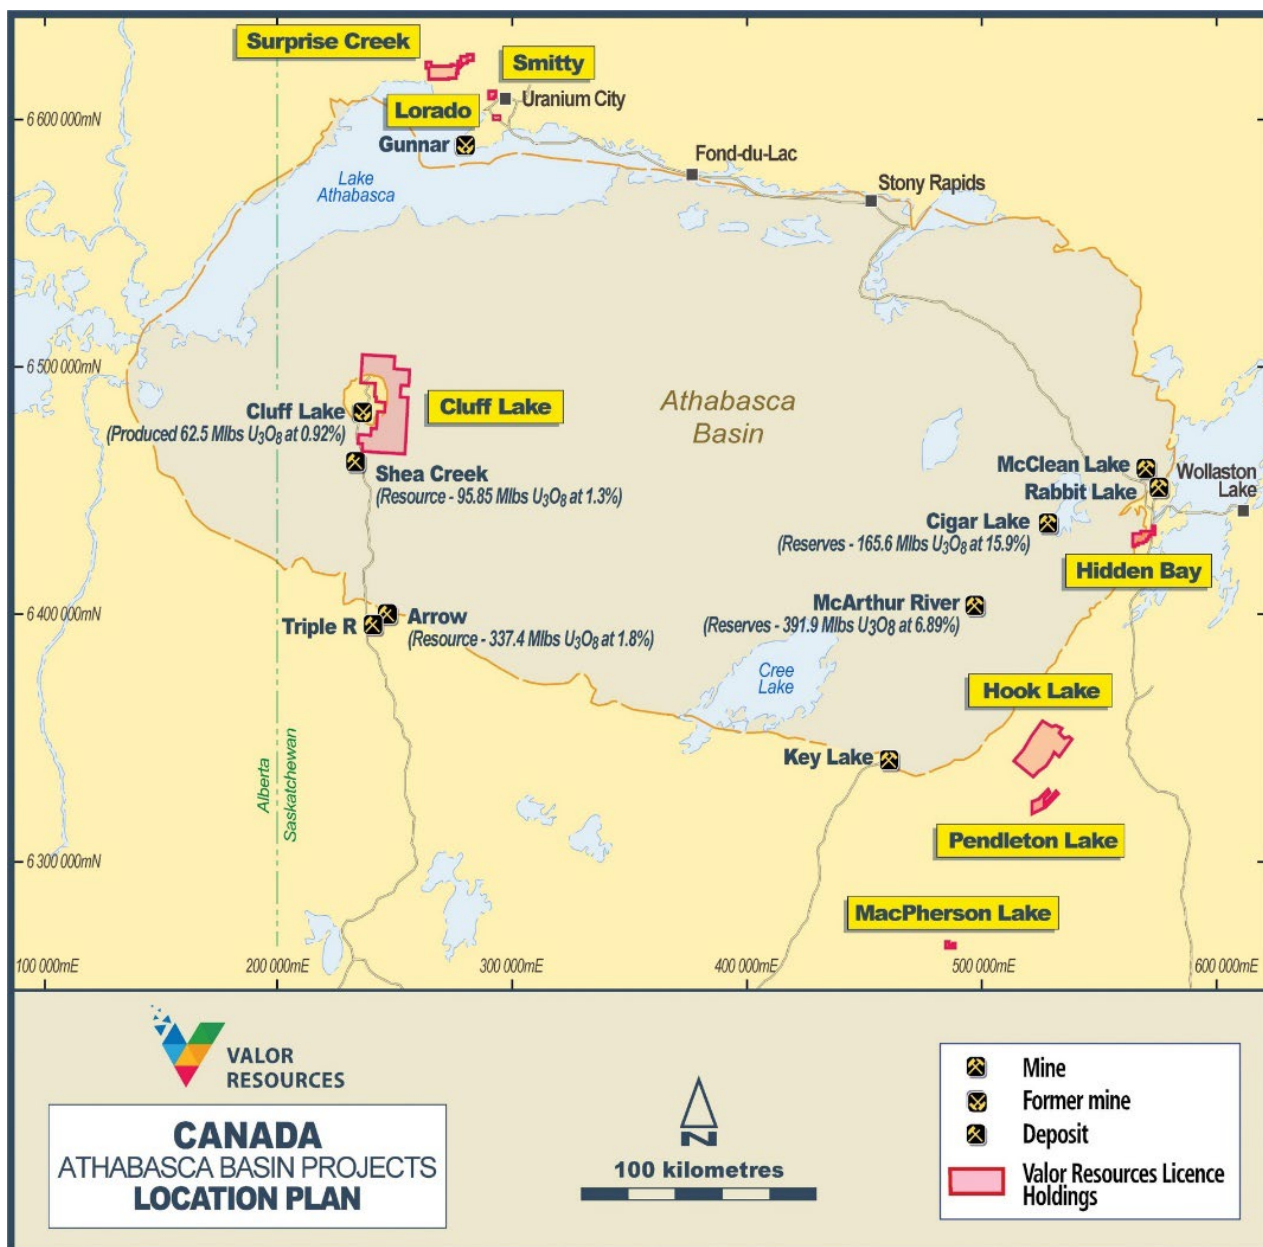 Surprise Creek
Smitty
Uranium City
Lorado
6 600 000mN
Gunnar
Fond-du-Lac
Stony Rapids
Lake
Athabasca
6 500 000mN
Athabasca
Basin
Cluff Lake
(Produced 62.5 Mlbs U₃O₈ at 0.92%)
Cluff Lake
Shea Creek
(Resource - 95.85 Mlbs U₃O₈ at 1.3%)
McClean Lake
Rabbit Lake
Wollaston
Lake
Cigar Lake
(Reserves - 165.6 Mlbs U₃O₈ at 15.9%)
Hidden Bay
6 400 000mN
Triple R
Arrow
(Resource - 337.4 Mlbs U₃O₈ at 1.8%)
McArthur River
(Reserves - 391.9 Mlbs U₃O₈ at 6.89%)
Cree
Lake
Hook Lake
Key Lake
Alberta
Saskatchewan
Pendleton Lake
6 300 000mN
MacPherson Lake
100 000mE
200 000mE
300 000mE
400 000mE
500 000mE
600 000mE
VALOR
RESOURCES
CANADA
ATHABASCA BASIN PROJECTS
LOCATION PLAN
N
100 kilometres
Mine
Former mine
Deposit
Valor Resources Licence
Holdings